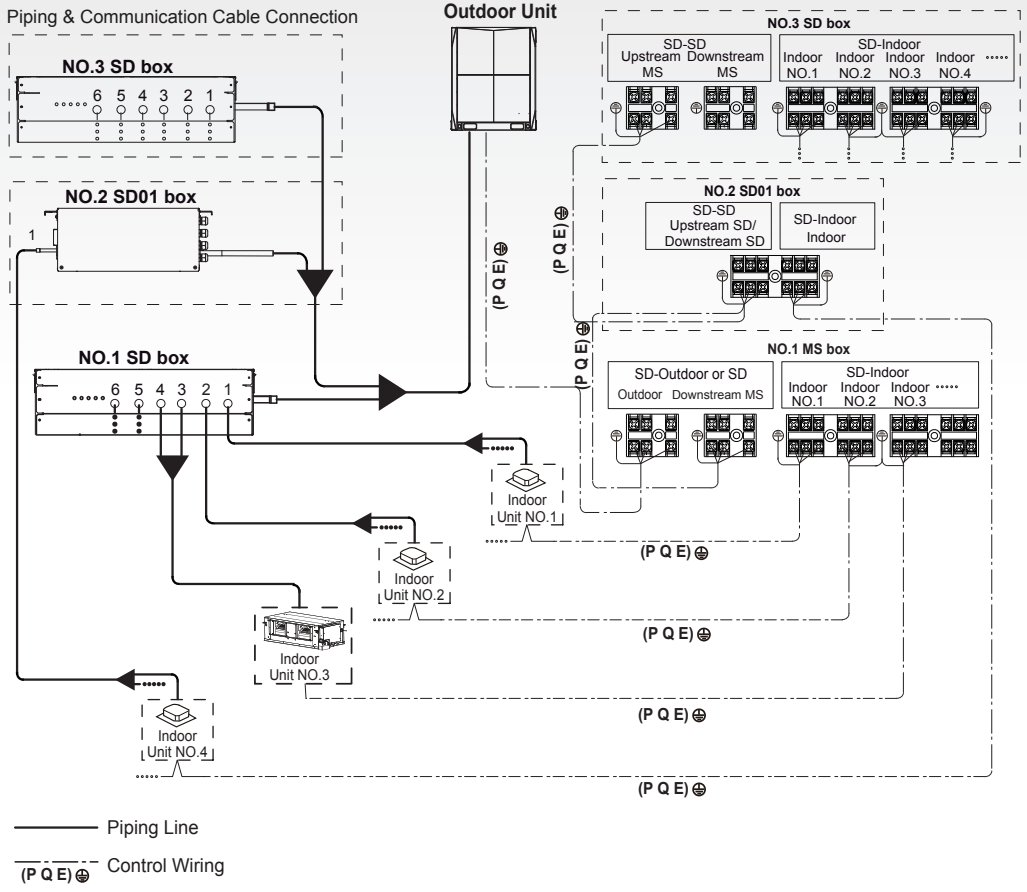 Piping & Communication Cable Connection
Outdoor Unit
NO.3 SD box
6 5 4 3 2 1
NO.2 SD01 box
1
NO.1 SD box
6 5 4 3 2 1
Indoor
Unit NO.1
Indoor
Unit NO.2
Indoor
Unit NO.3
Indoor
Unit NO.4
NO.3 SD box
SD-SD
Upstream Downstream
MS MS
SD-Indoor
Indoor Indoor Indoor Indoor
NO.1 NO.2 NO.3 NO.4
NO.2 SD01 box
SD-SD
Upstream SD/
Downstream SD
SD-Indoor
Indoor
NO.1 MS box
SD-Outdoor or SD
Outdoor Downstream MS
SD-Indoor
Indoor Indoor Indoor
NO.1 NO.2 NO.3
(P Q E)
(P Q E)
(P Q E)
(P Q E)
(P Q E)
(P Q E)
(P Q E)
Piping Line
(P Q E) Control Wiring